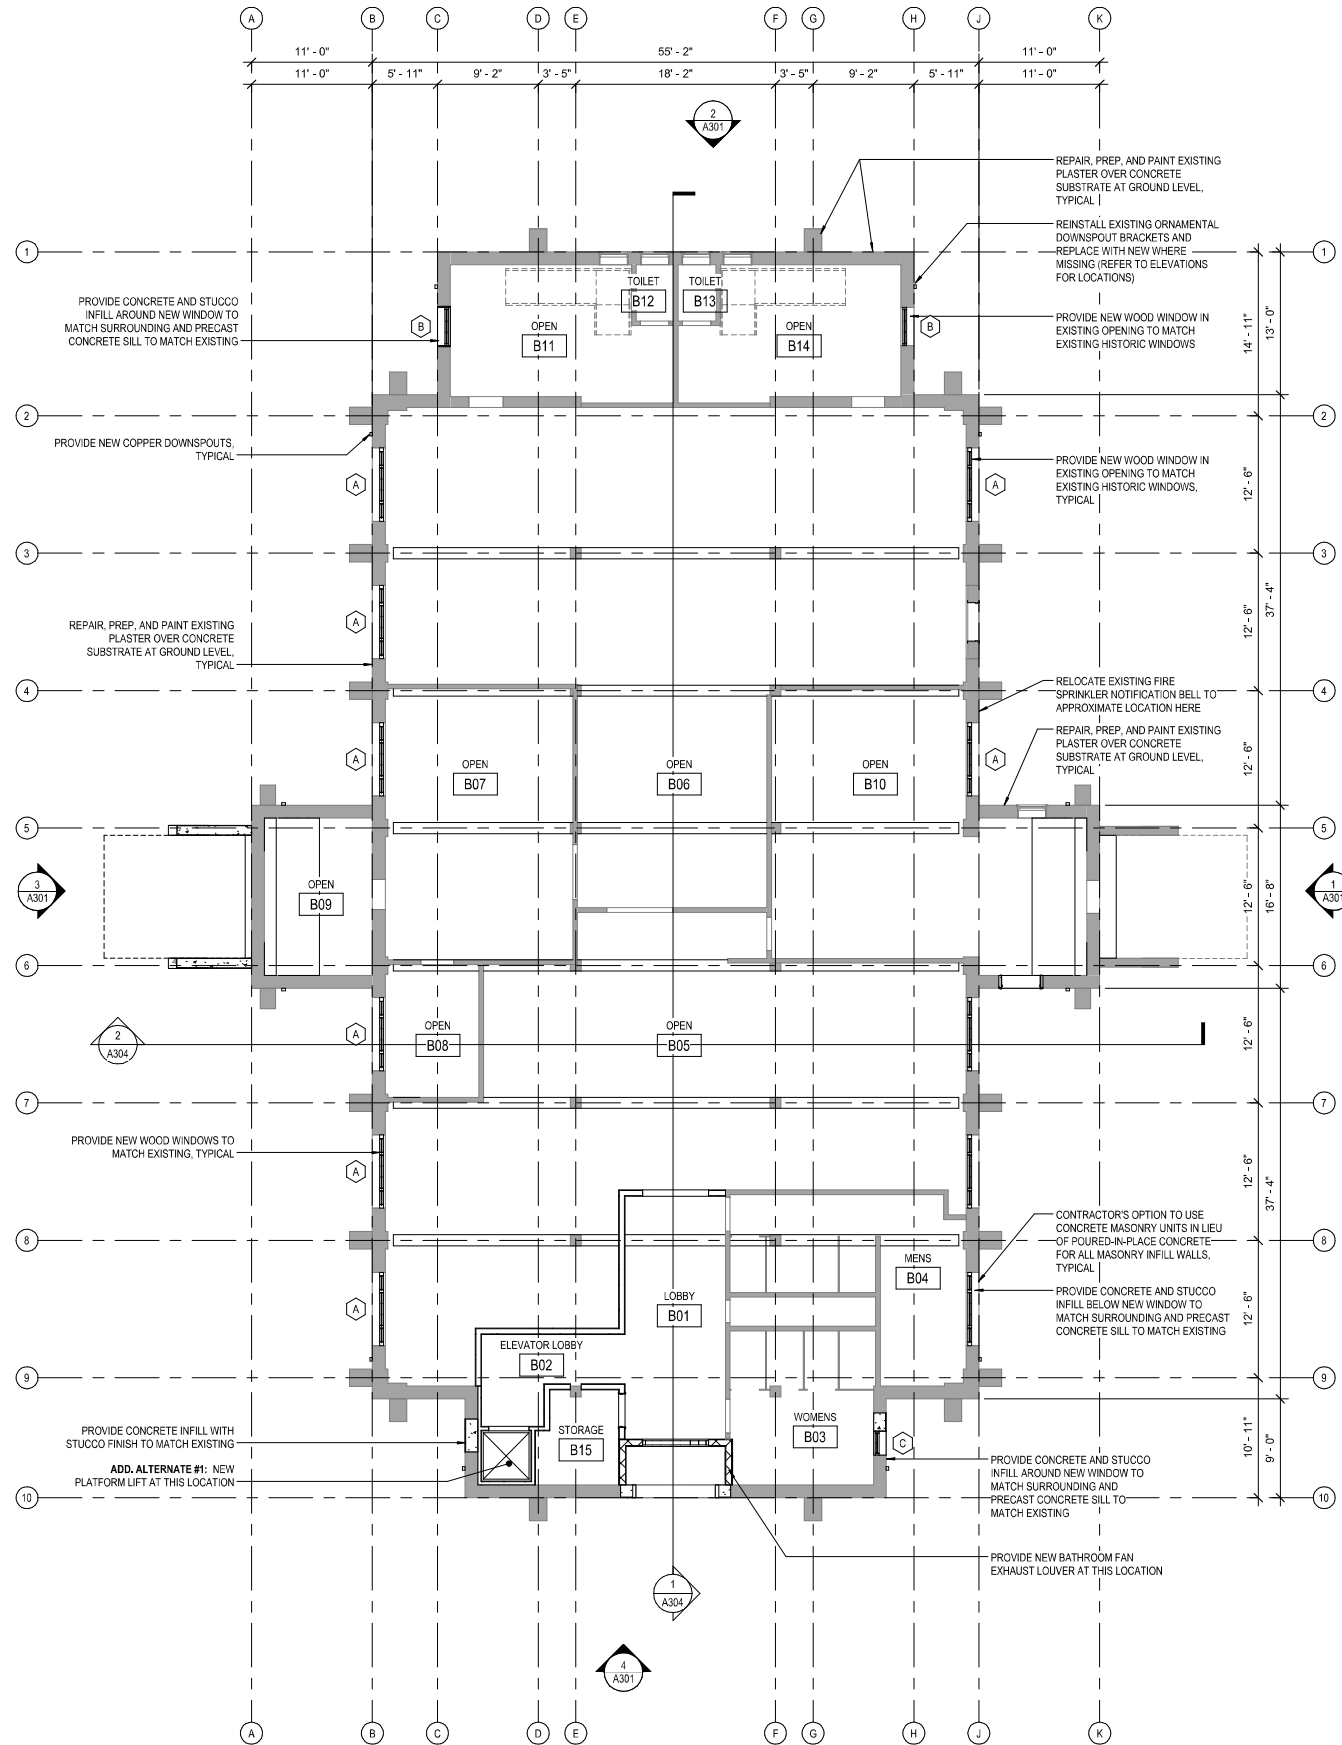 A B C D E F G H J K
11' - 0" 55' - 2" 11' - 0"
11' - 0" 5' - 11" 9' - 2" 3' - 5" 18' - 2" 3' - 5" 9' - 2" 5' - 11" 11' - 0"
2
A301
REPAIR, PREP, AND PAINT EXISTING
PLASTER OVER CONCRETE
SUBSTRATE AT GROUND LEVEL,
TYPICAL
REINSTALL EXISTING ORNAMENTAL
DOWNSPOUT BRACKETS AND
REPLACE WITH NEW WHERE
MISSING (REFER TO ELEVATIONS
FOR LOCATIONS)
1 1
TOILET
B12
TOILET
B13
PROVIDE CONCRETE AND STUCCO
INFILL AROUND NEW WINDOW TO
MATCH SURROUNDING AND PRECAST
CONCRETE SILL TO MATCH EXISTING
B
OPEN
B11
OPEN
B14
B
PROVIDE NEW WOOD WINDOW IN
EXISTING OPENING TO MATCH
EXISTING HISTORIC WINDOWS
14' - 11"
13' - 0"
2 2
PROVIDE NEW COPPER DOWNSPOUTS,
TYPICAL
A A
PROVIDE NEW WOOD WINDOW IN
EXISTING OPENING TO MATCH
EXISTING HISTORIC WINDOWS,
TYPICAL
12' - 6"
3 3
A
12' - 6"
37' - 4"
REPAIR, PREP, AND PAINT EXISTING
PLASTER OVER CONCRETE
SUBSTRATE AT GROUND LEVEL,
TYPICAL
4 4
RELOCATE EXISTING FIRE
SPRINKLER NOTIFICATION BELL TO
APPROXIMATE LOCATION HERE
REPAIR, PREP, AND PAINT EXISTING
PLASTER OVER CONCRETE
SUBSTRATE AT GROUND LEVEL,
TYPICAL
A
OPEN
B07
OPEN
B06
OPEN
B10
A
12' - 6"
5 5
3
A301
OPEN
B09
12' - 6"
16' - 8"
1
A301
6 6
2
A304
A
OPEN
B08
OPEN
B05
12' - 6"
7 7
PROVIDE NEW WOOD WINDOWS TO
MATCH EXISTING, TYPICAL
A
12' - 6"
37' - 4"
8 8
CONTRACTOR'S OPTION TO USE
CONCRETE MASONRY UNITS IN LIEU
OF POURED-IN-PLACE CONCRETE
FOR ALL MASONRY INFILL WALLS,
TYPICAL
MENS
B04
A
LOBBY
B01
PROVIDE CONCRETE AND STUCCO
INFILL BELOW NEW WINDOW TO
MATCH SURROUNDING AND PRECAST
CONCRETE SILL TO MATCH EXISTING
12' - 6"
ELEVATOR LOBBY
B02
9 9
PROVIDE CONCRETE INFILL WITH
STUCCO FINISH TO MATCH EXISTING
ADD. ALTERNATE #1: NEW
PLATFORM LIFT AT THIS LOCATION
STORAGE
B15
WOMENS
B03
C
10' - 11"
9' - 0"
PROVIDE CONCRETE AND STUCCO
INFILL AROUND NEW WINDOW TO
MATCH SURROUNDING AND
PRECAST CONCRETE SILL TO
MATCH EXISTING
10 10
PROVIDE NEW BATHROOM FAN
EXHAUST LOUVER AT THIS LOCATION
1
A304
4
A301
A B C D E F G H J K